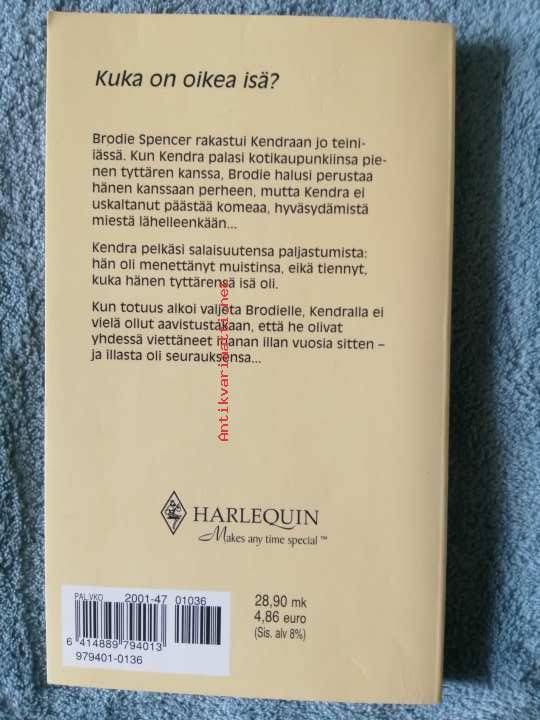 Kuka on oikea isä?
Brodie Spencer rakastui Kendraan jo teini-
iässä. Kun Kendra palasi kotikaupunkiinsa pie-
nen tyttären kanssa, Brodie halusi perustaa
hänen kanssaan perheen, mutta Kendra ei
uskaltanut päästää komeaa, hyväsydämistä
miestä lähelleenkään...
Kendra pelkäsi salaisuutensa paljastumista:
hän oli menettänyt muistinsa, eikä tiennyt,
kuka hänen tyttärensä isä oli.
Kun totuus alkoi valjeta Brodielle, Kendralla ei
vielä ollut aavistustakaan, että he olivat
yhdessä viettäneet ihanan illan vuosia sitten –
ja illasta oli seurauksensa...
Antikvariaatti.net
HARLEQUIN
Makes any time special ™
PAL.VKO 2001-47 01036
6 414889 794013
979401-0136
28,90 mk
4,86 euro
(Sis. alv 8%)